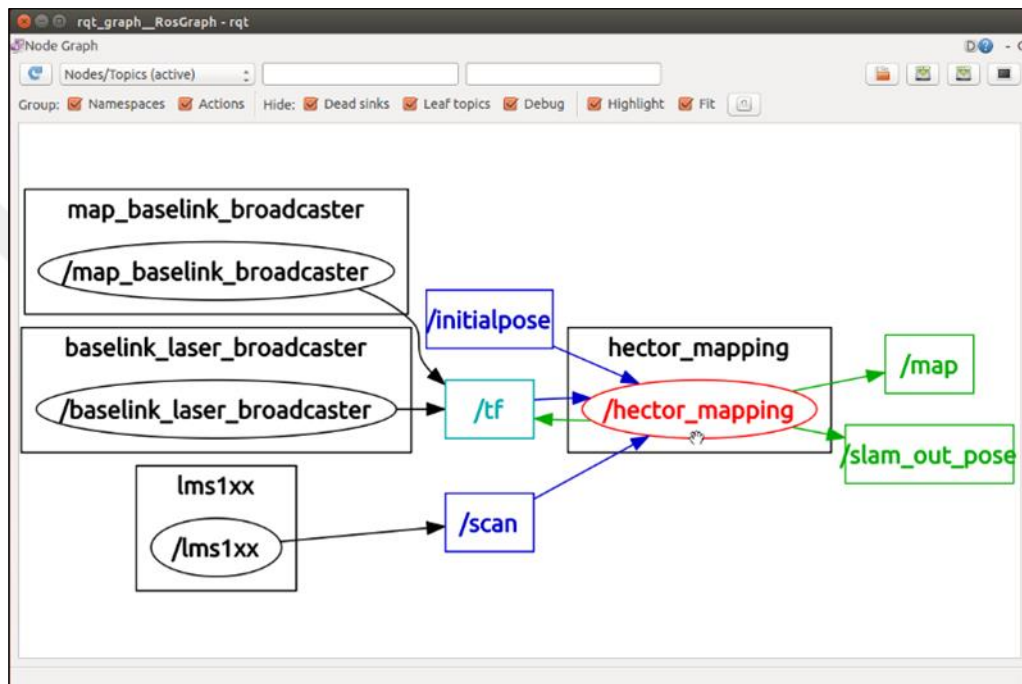 rqt_graph__RosGraph - rqt
Node Graph
D
Nodes/Topics (active)
Group: Namespaces Actions Hide: Dead sinks Leaf topics Debug Highlight Fit
map_baselink_broadcaster
/map_baselink_broadcaster
/initialpose
baselink_laser_broadcaster
hector_mapping
/map
/baselink_laser_broadcaster
/tf
/hector_mapping
/slam_out_pose
lms1xx
/scan
/lms1xx